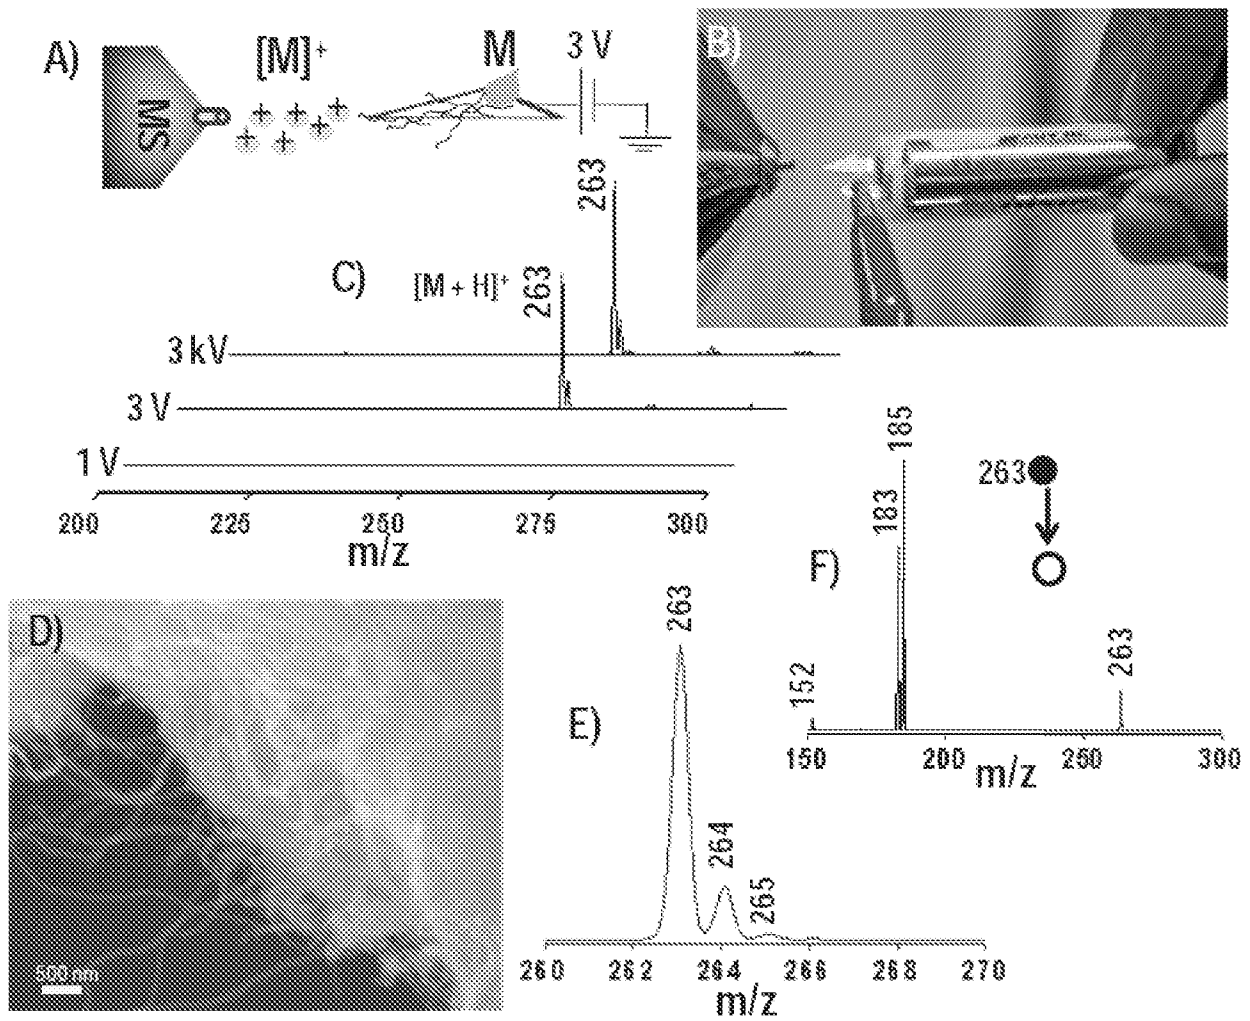 A)
[M]+
M
3 V
MS
B)
263
C)
[M + H]+
263
3 kV
3 V
1 V
200 225 250 275 300
m/z
D)
500 nm
E)
263
264
265
260 262 264 266 268 270
m/z
F)
185
183
152
263
263
150 200 250 300
m/z